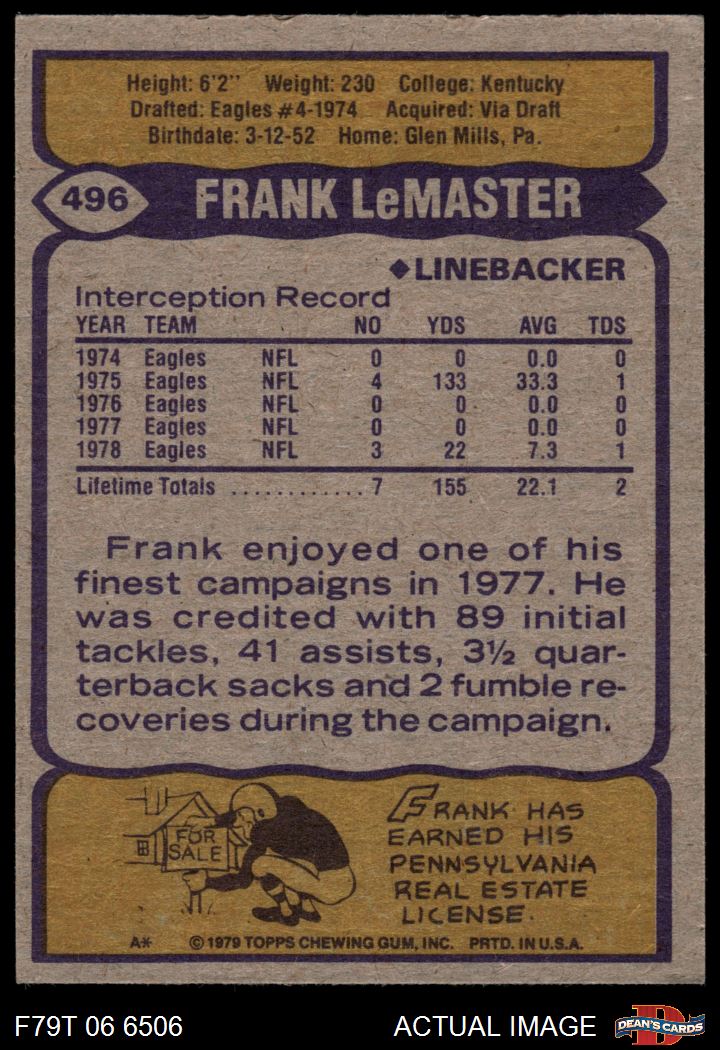 Height: 6'2'' Weight: 230 College: Kentucky
Drafted: Eagles #4-1974 Acquired: Via Draft
Birthdate: 3-12-52 Home: Glen Mills, Pa.
496 FRANK LeMASTER
◆LINEBACKER
Interception Record
YEAR TEAM NO YDS AVG TDS
1974 Eagles NFL 0 0 0.0 0
1975 Eagles NFL 4 133 33.3 1
1976 Eagles NFL 0 0 0.0 0
1977 Eagles NFL 0 0 0.0 0
1978 Eagles NFL 3 22 7.3 1
Lifetime Totals ............ 7 155 22.1 2
Frank enjoyed one of his
finest campaigns in 1977. He
was credited with 89 initial
tackles, 41 assists, 3½ quar-
terback sacks and 2 fumble re-
coveries during the campaign.
FOR
SALE
FRANK HAS
EARNED HIS
PENNSYLVANIA
REAL ESTATE
LICENSE.
A* © 1979 TOPPS CHEWING GUM, INC. PRTD. IN U.S.A.
F79T 06 6506 ACTUAL IMAGE D DEAN'S CARDS